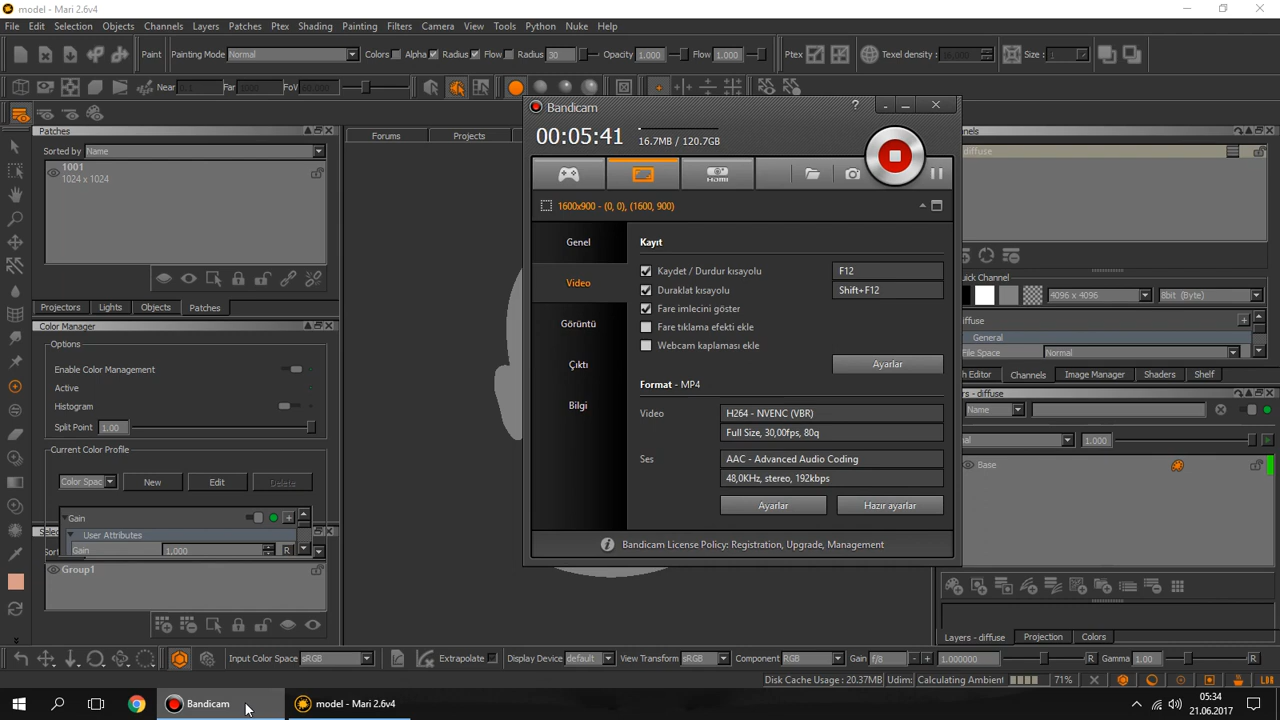 model - Mari 2.6v4
File Edit Selection Objects Channels Layers Patches Ptex Shading Painting Filters Camera View Tools Python Nuke Help
Paint Painting Mode Normal Colors Alpha Radius Flow Radius 30 Opacity 1.000 Flow 1.000 Ptex Texel density Size : 1
Near 0.1 Far 1000 FoV
Patches
Sorted by Name
1001
1024 x 1024
Projectors Lights Objects Patches
Color Manager
Options
Enable Color Management
Active
Histogram
Split Point 1.00
Current Color Profile
Color Spac New Edit Delete
Gain
User Attributes
Gain 1.000 R
Group1
Forums Projects
Bandicam
?
00:05:41 16.7MB / 120.7GB
HDMI
1600x900 - (0, 0), (1600, 900)
Genel
Video
Görüntü
Çıktı
Bilgi
Kayıt
Kaydet / Durdur kısayolu F12
Duraklat kısayolu Shift+F12
Fare imlecini göster
Fare tıklama efekti ekle
Webcam kaplaması ekle
Ayarlar
Format - MP4
Video H264 - NVENC (VBR)
Full Size, 30,00fps, 80q
Ses AAC - Advanced Audio Coding
48,0KHz, stereo, 192kbps
Ayarlar Hazır ayarlar
Bandicam License Policy: Registration, Upgrade, Management
nnels
diffuse
uick Channel
4096 x 4096 8bit (Byte)
iffuse
General
File Space Normal
h Editor Channels Image Manager Shaders Shelf
rs - diffuse
Name
al 1.000
Base
Layers - diffuse Projection Colors
Input Color Space sRGB Extrapolate Display Device default View Transform sRGB Component RGB Gain f/8 1.000000 R Gamma 1.00 R
Disk Cache Usage : 20.37MB Udim: Calculating Ambient 71% LDR
Bandicam model - Mari 2.6v4
05:34
21.06.2017